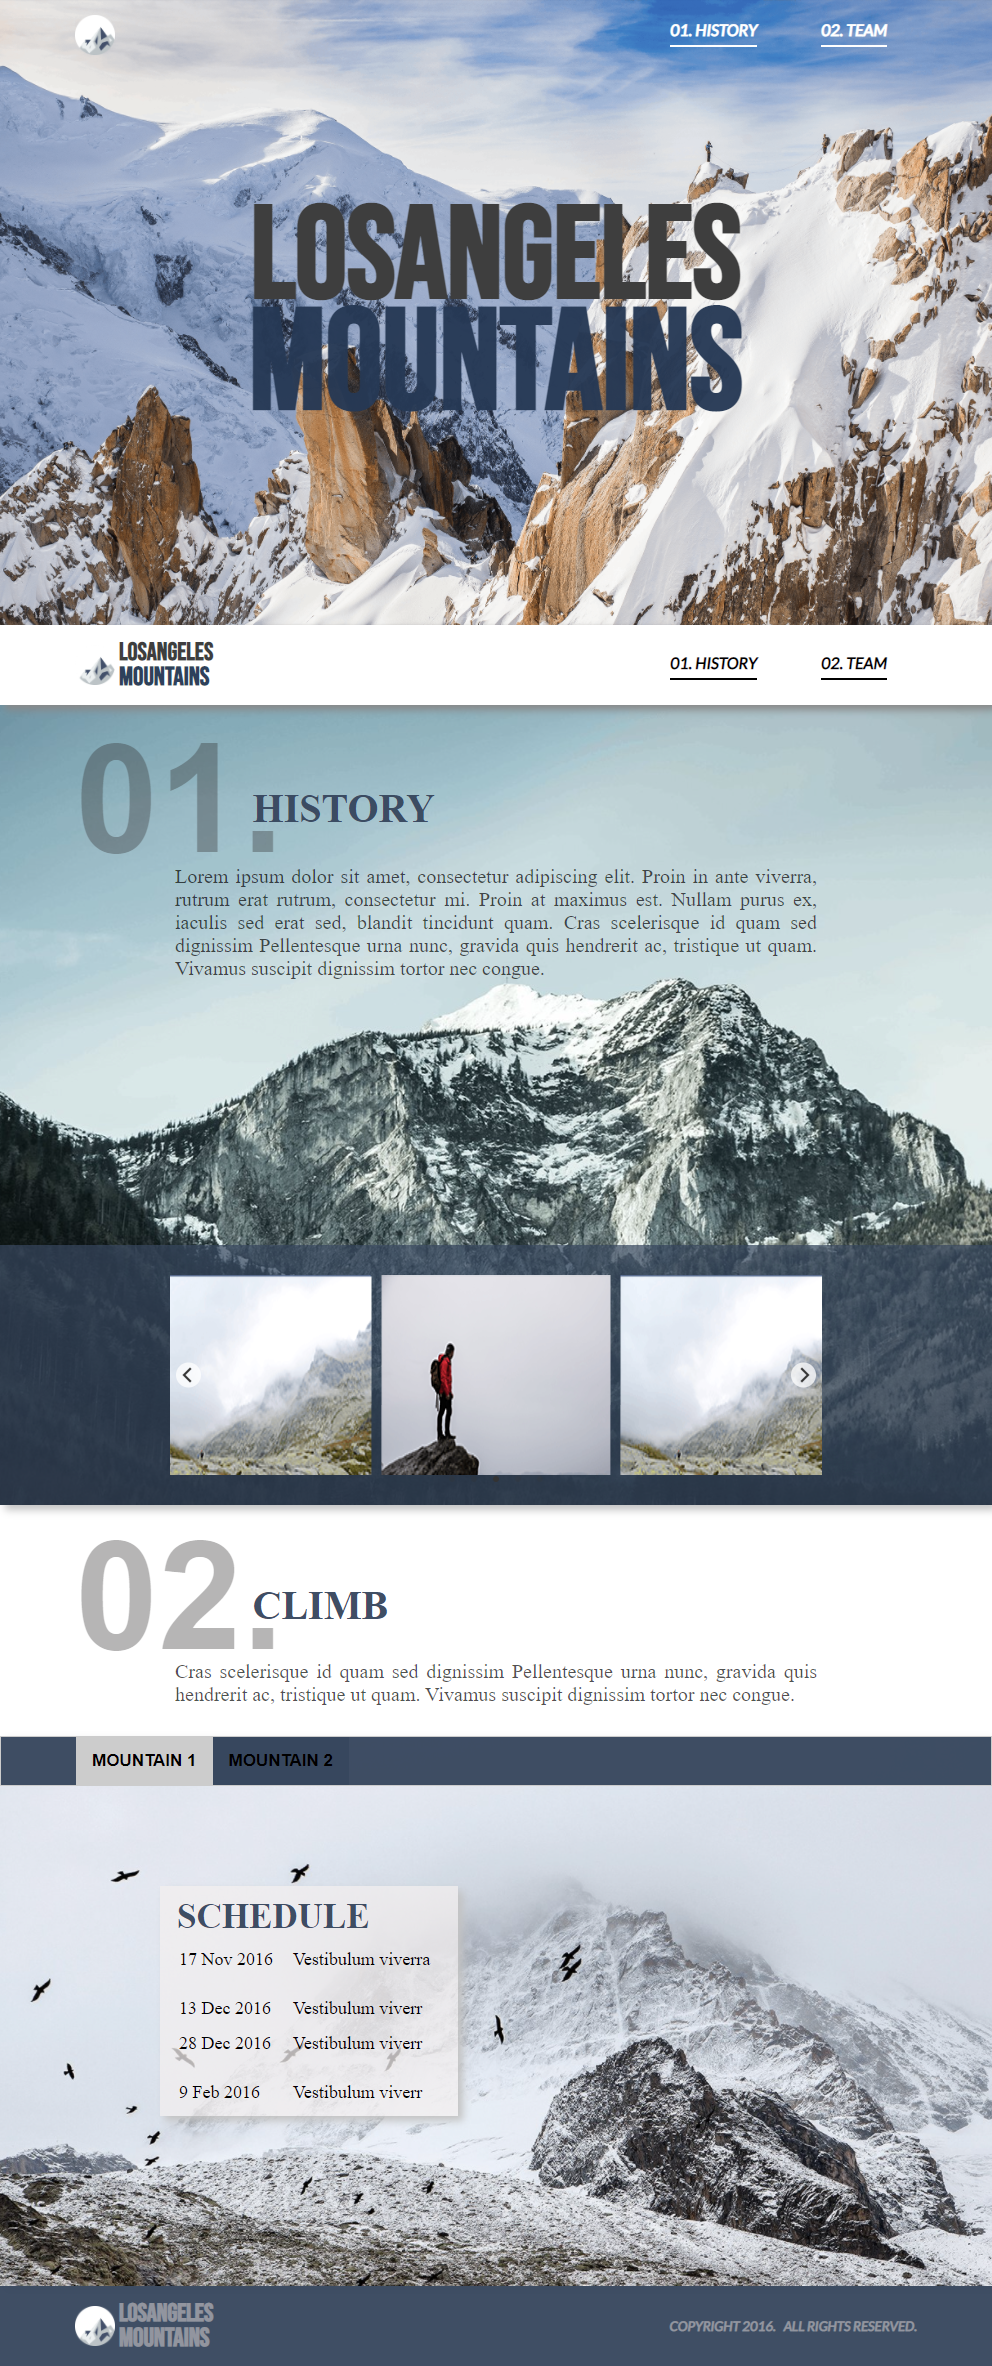 01. HISTORY
02. TEAM
LOSANGELES
MOUNTAINS
LOSANGELES
MOUNTAINS
01. HISTORY
02. TEAM
01.
HISTORY
Lorem ipsum dolor sit amet, consectetur adipiscing elit. Proin in ante viverra,
rutrum erat rutrum, consectetur mi. Proin at maximus est. Nullam purus ex,
iaculis sed erat sed, blandit tincidunt quam. Cras scelerisque id quam sed
dignissim Pellentesque urna nunc, gravida quis hendrerit ac, tristique ut quam.
Vivamus suscipit dignissim tortor nec congue.
02.
CLIMB
Cras scelerisque id quam sed dignissim Pellentesque urna nunc, gravida quis
hendrerit ac, tristique ut quam. Vivamus suscipit dignissim tortor nec congue.
MOUNTAIN 1
MOUNTAIN 2
SCHEDULE
17 Nov 2016 Vestibulum viverra
13 Dec 2016 Vestibulum viverr
28 Dec 2016 Vestibulum viverr
9 Feb 2016 Vestibulum viverr
LOSANGELES
MOUNTAINS
COPYRIGHT 2016. ALL RIGHTS RESERVED.